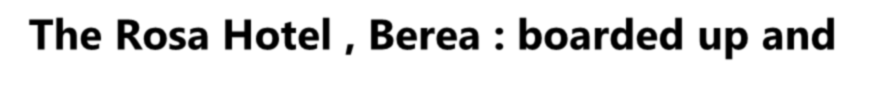 The Rosa Hotel , Berea : boarded up and